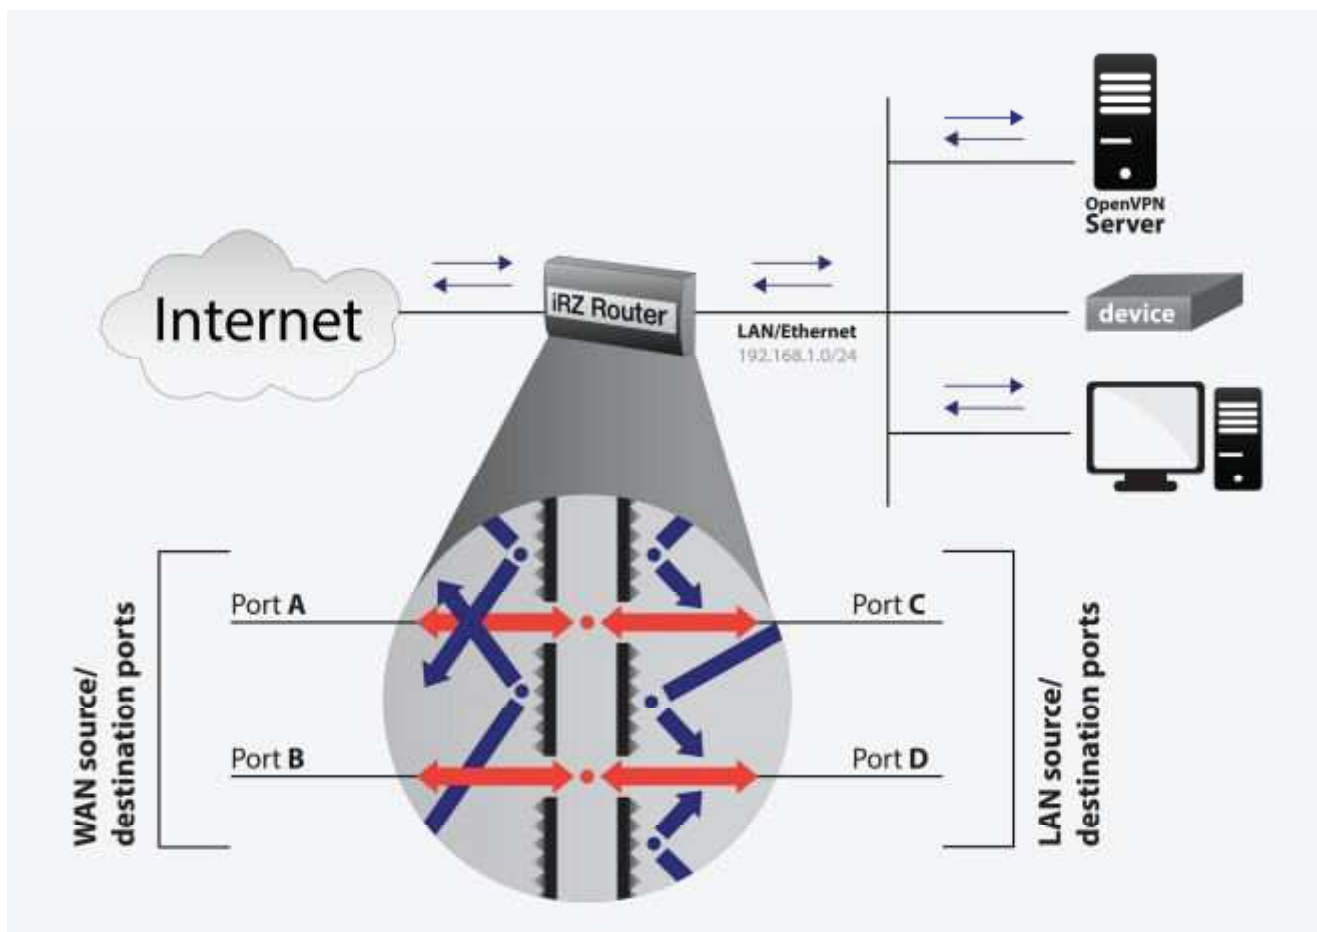 OpenVPN
Server
Internet
iRZ Router
LAN/Ethernet
192.168.1.0/24
device
WAN source/
destination ports
Port A
Port B
Port C
Port D
LAN source/
destination ports